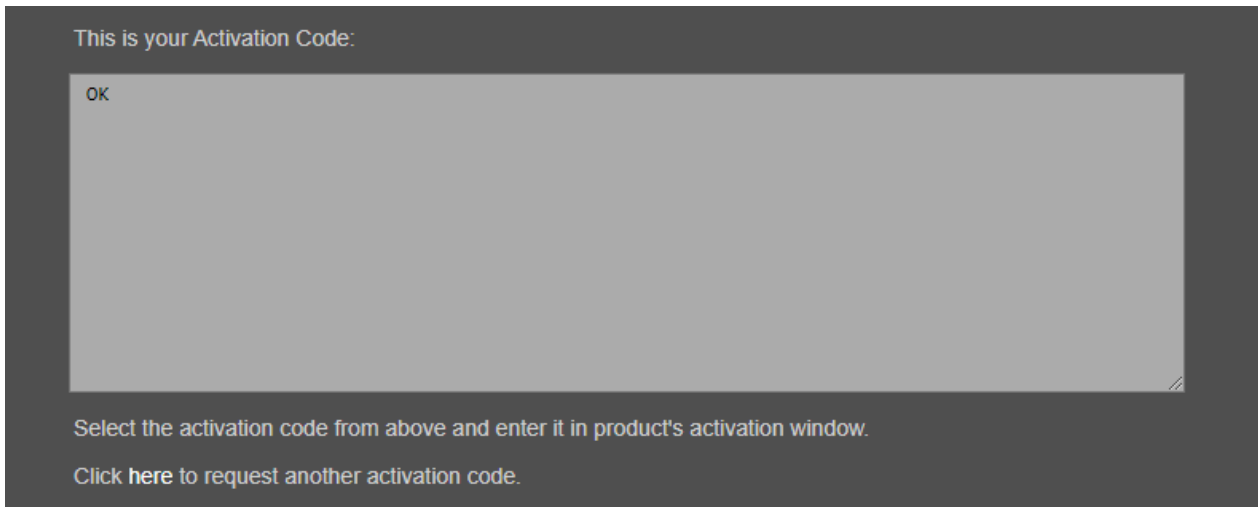 This is your Activation Code:
OK
Select the activation code from above and enter it in product's activation window.
Click here to request another activation code.